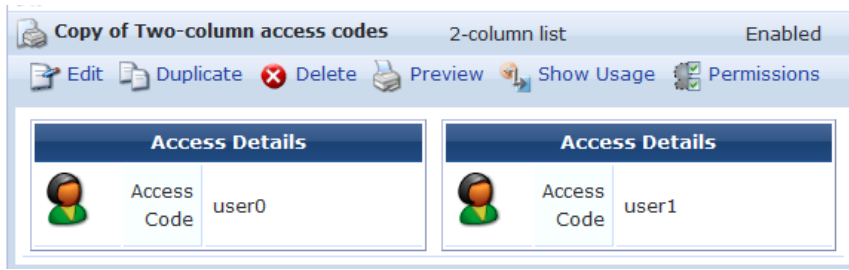 Copy of Two-column access codes 2-column list Enabled
Edit Duplicate Delete Preview Show Usage Permissions
Access Details Access Details
Access Code user0 Access Code user1